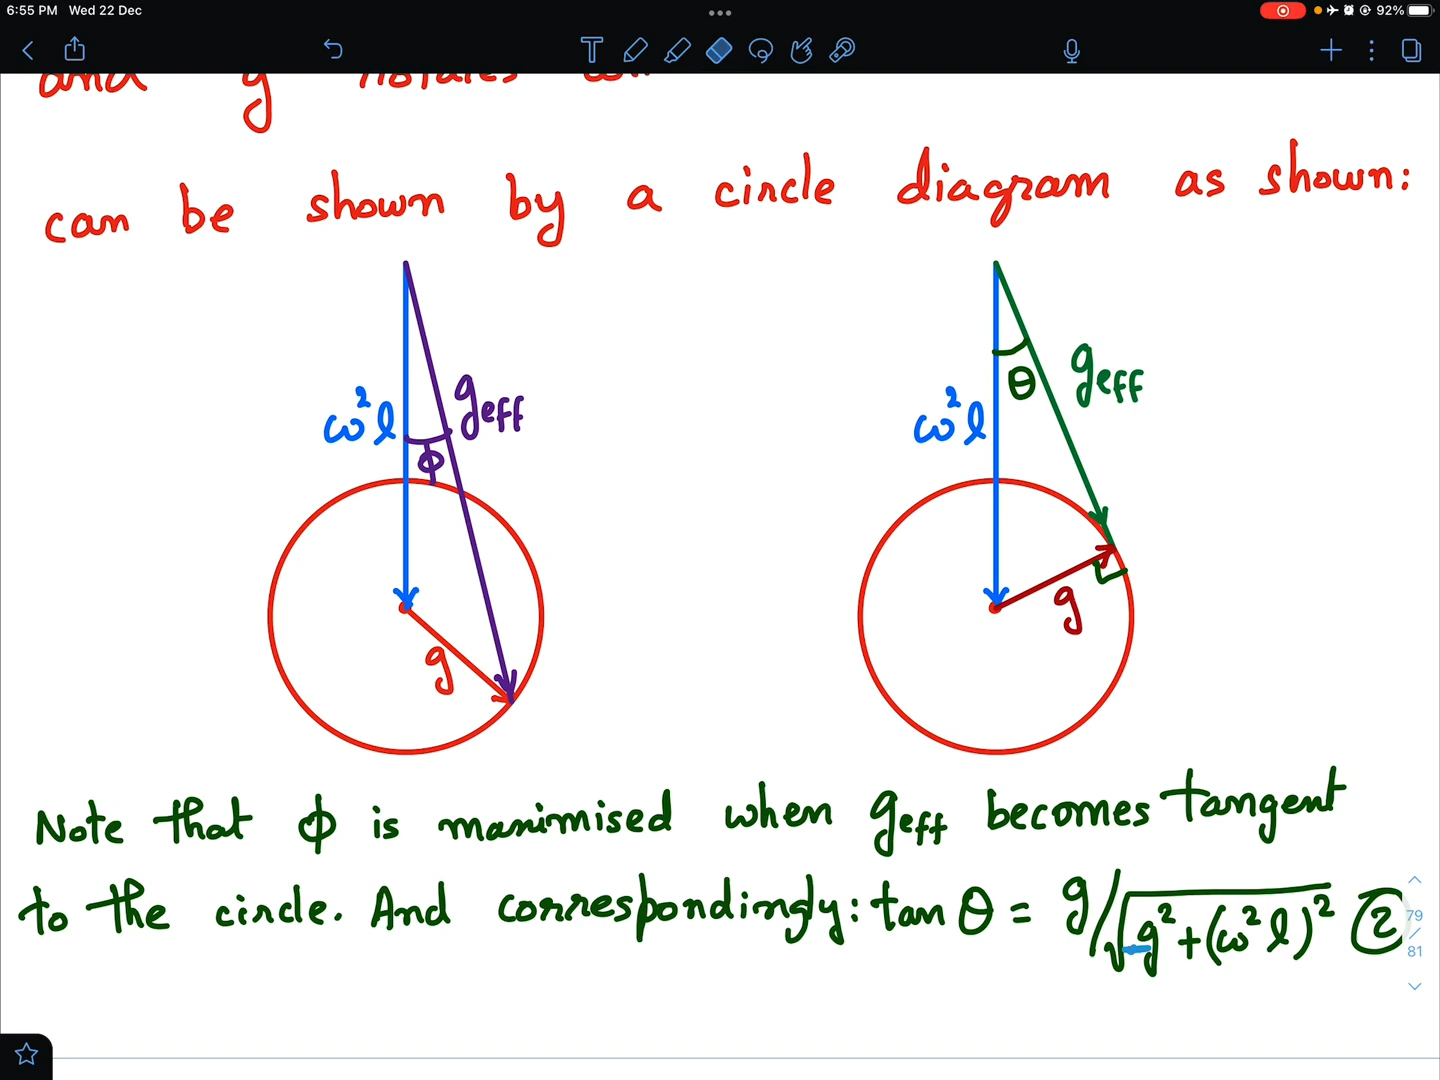 6:55 PM Wed 22 Dec
92%
and g rotates
can be shown by a circle diagram as shown:
ω²l
geff
ϕ
g
ω²l
θ
geff
g
Note that ϕ is maximised when geff becomes tangent
to the circle. And correspondingly: tan θ = g/√g²+(ω²l)² ②
79
/
81